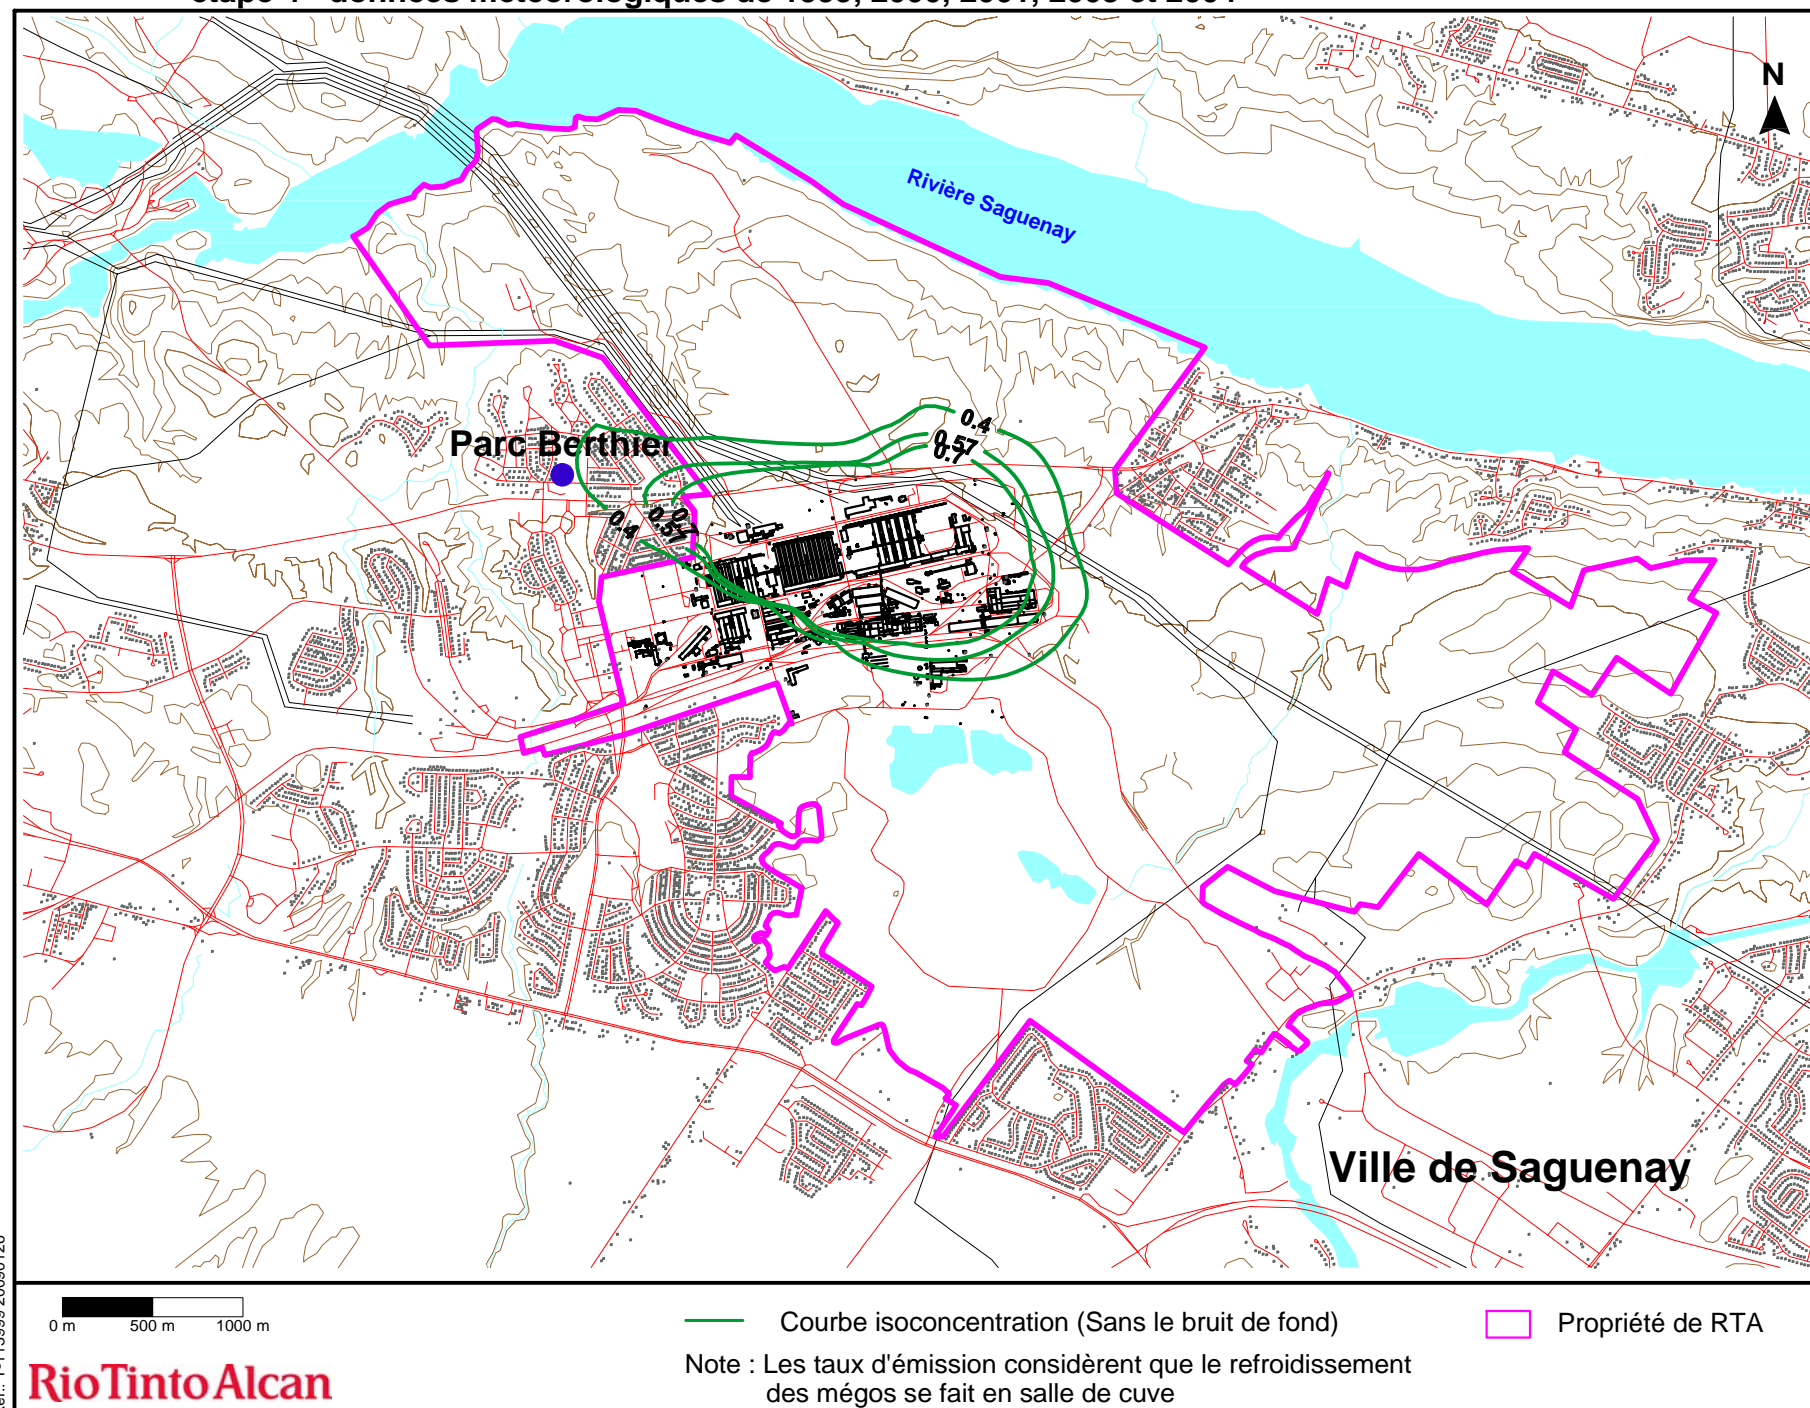 N
Rivière Saguenay
Parc Berthier
0.4
0.57
0.7
0.4
0.57
0.7
Ville de Saguenay
0 m 500 m 1000 m
Courbe isoconcentration (Sans le bruit de fond)
Propriété de RTA
Note : Les taux d'émission considèrent que le refroidissement
des mégos se fait en salle de cuve
RioTintoAlcan